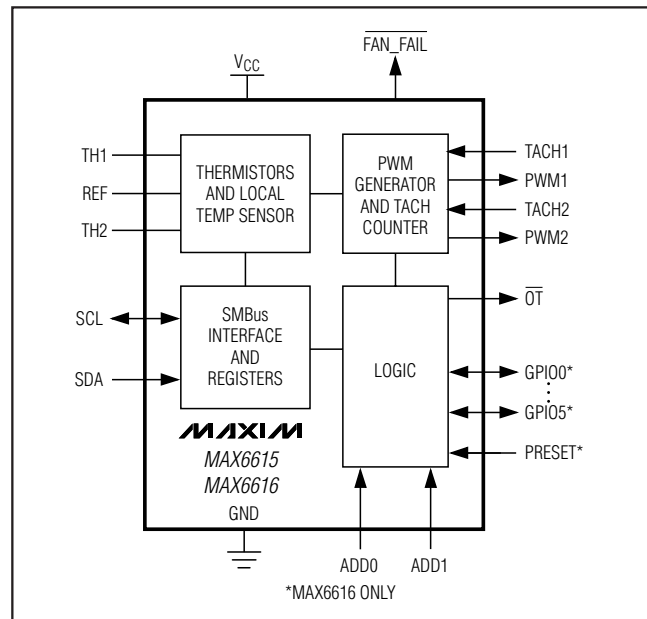 FAN_FAIL
VCC
TH1
REF
TH2
THERMISTORS
AND LOCAL
TEMP SENSOR
PWM
GENERATOR
AND TACH
COUNTER
TACH1
PWM1
TACH2
PWM2
SCL
SDA
SMBus
INTERFACE
AND
REGISTERS
LOGIC
OT
GPIO0*
GPIO5*
PRESET*
MAXIM
MAX6615
MAX6616
GND
ADD0
ADD1
*MAX6616 ONLY